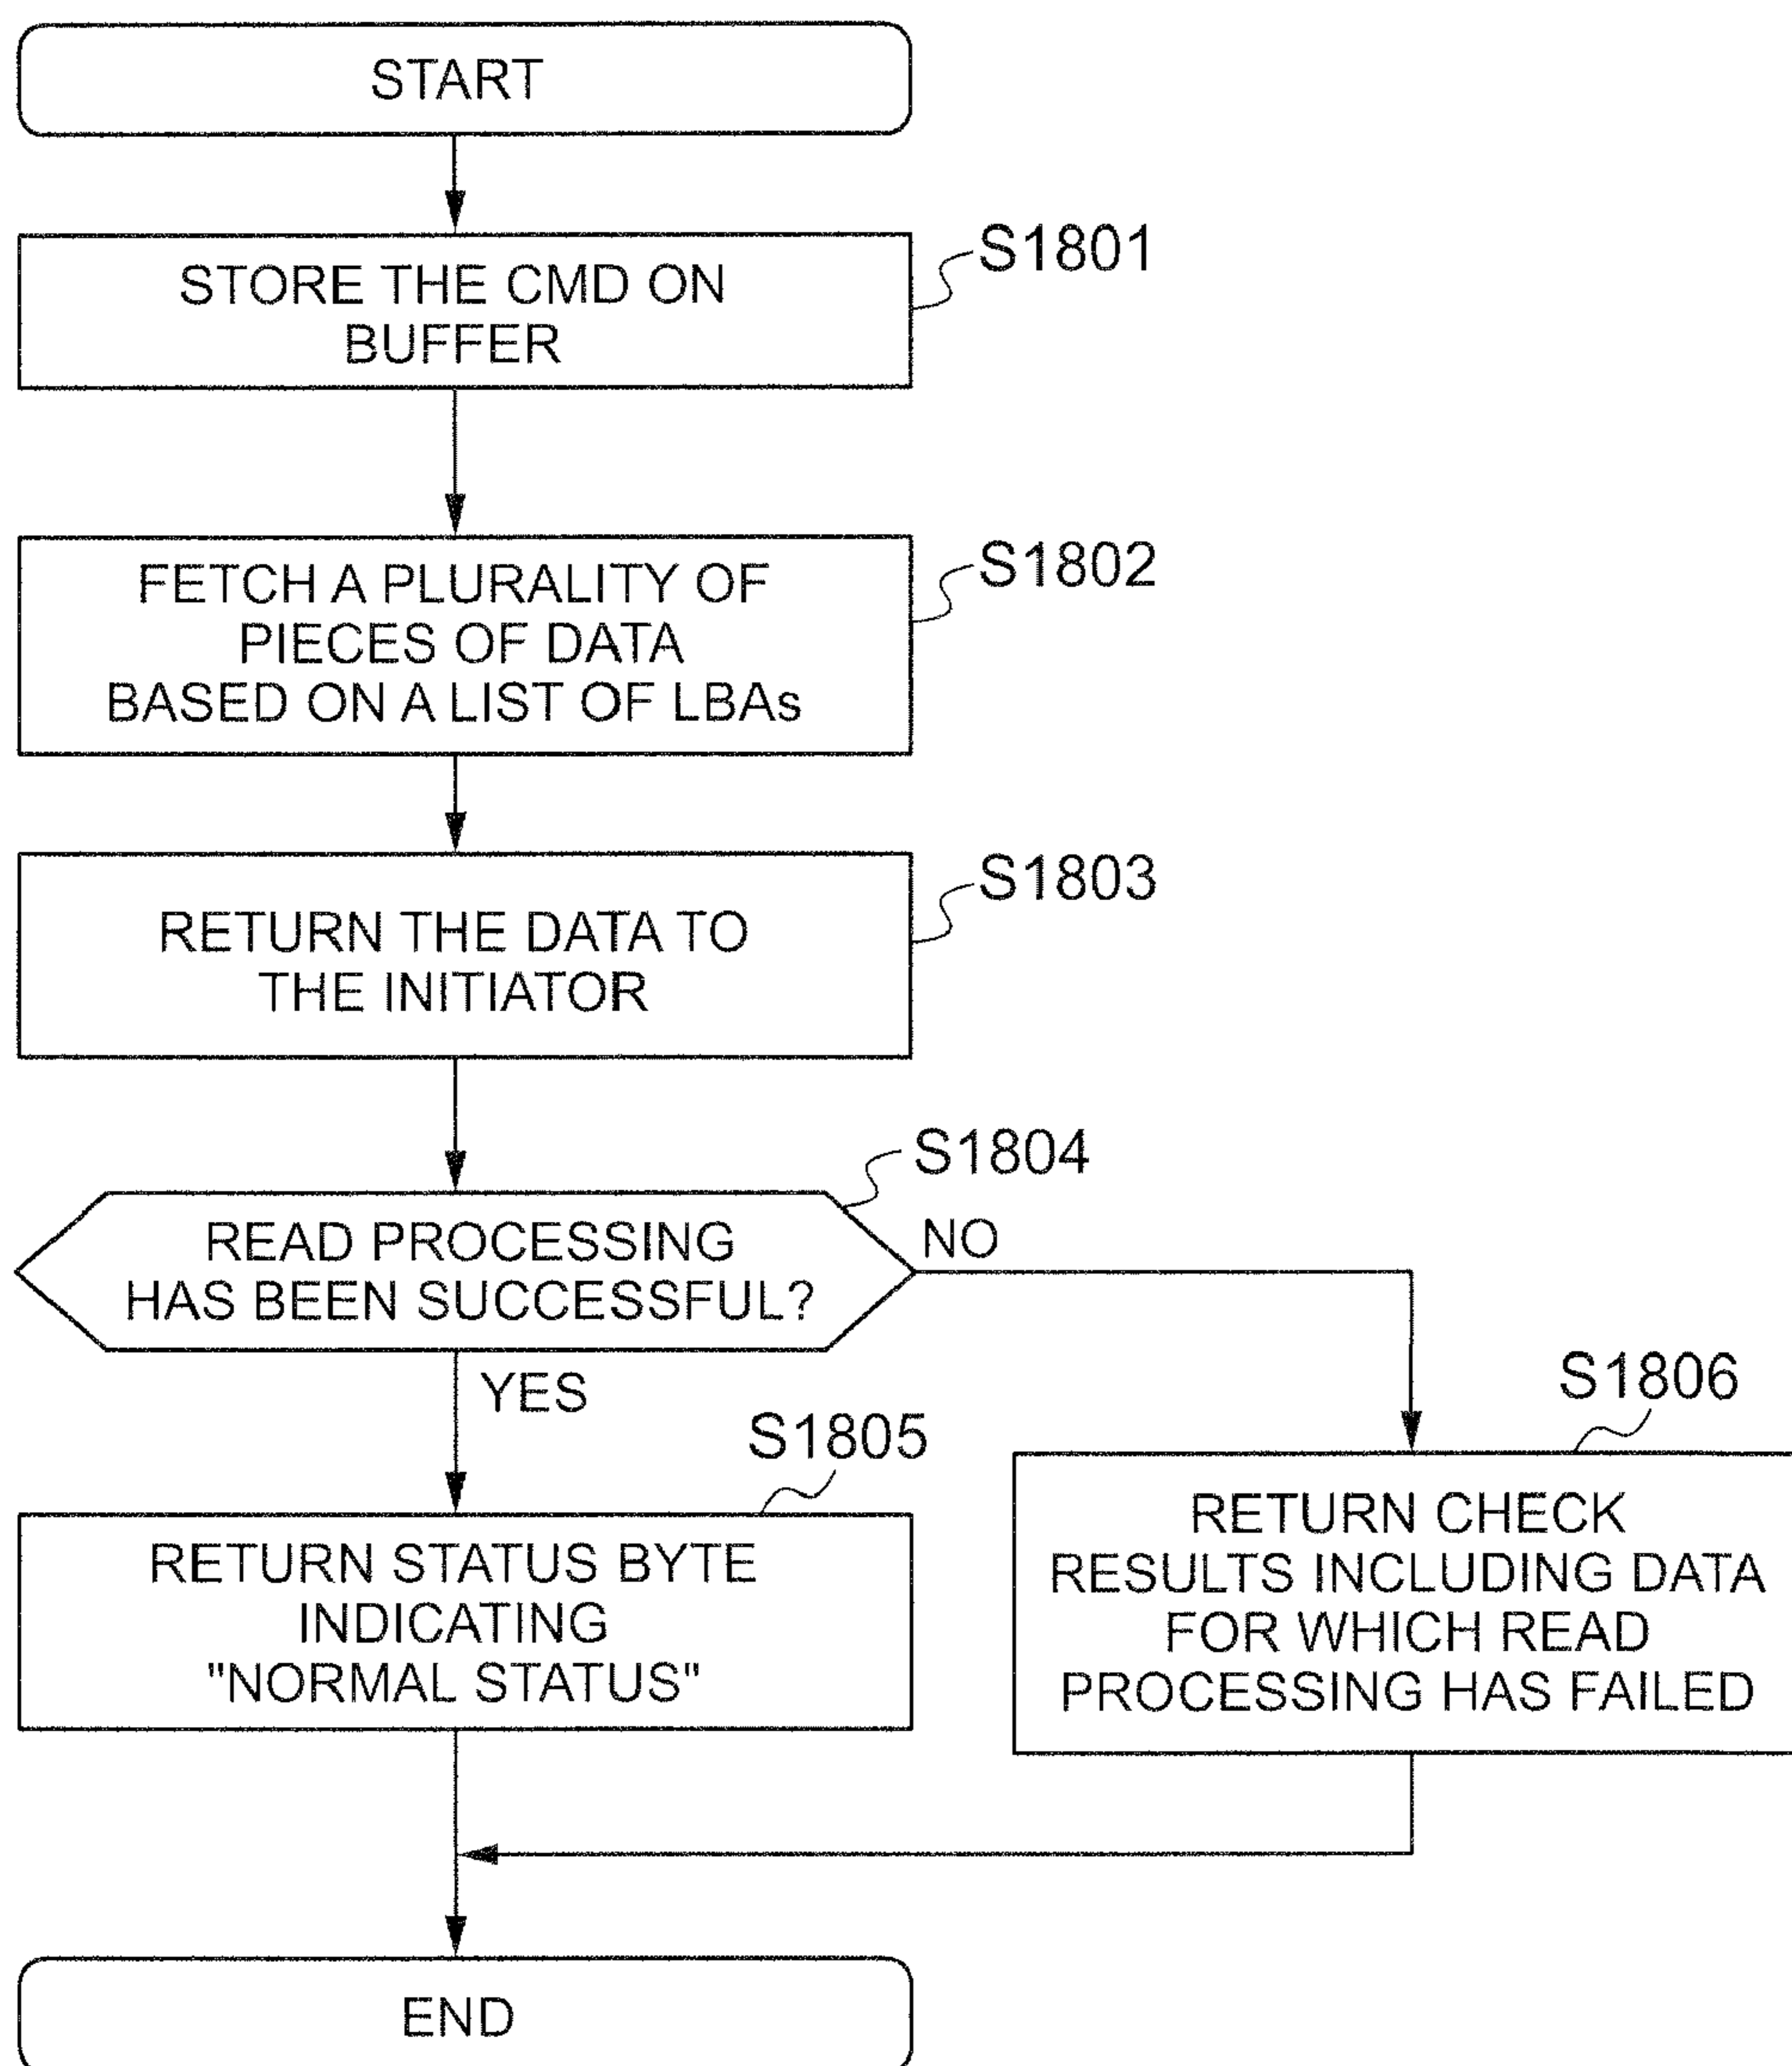 START
STORE THE CMD ON
BUFFER
S1801
FETCH A PLURALITY OF
PIECES OF DATA
BASED ON A LIST OF LBAs
S1802
RETURN THE DATA TO
THE INITIATOR
S1803
READ PROCESSING
HAS BEEN SUCCESSFUL?
S1804
NO
YES
RETURN STATUS BYTE
INDICATING
"NORMAL STATUS"
S1805
RETURN CHECK
RESULTS INCLUDING DATA
FOR WHICH READ
PROCESSING HAS FAILED
S1806
END